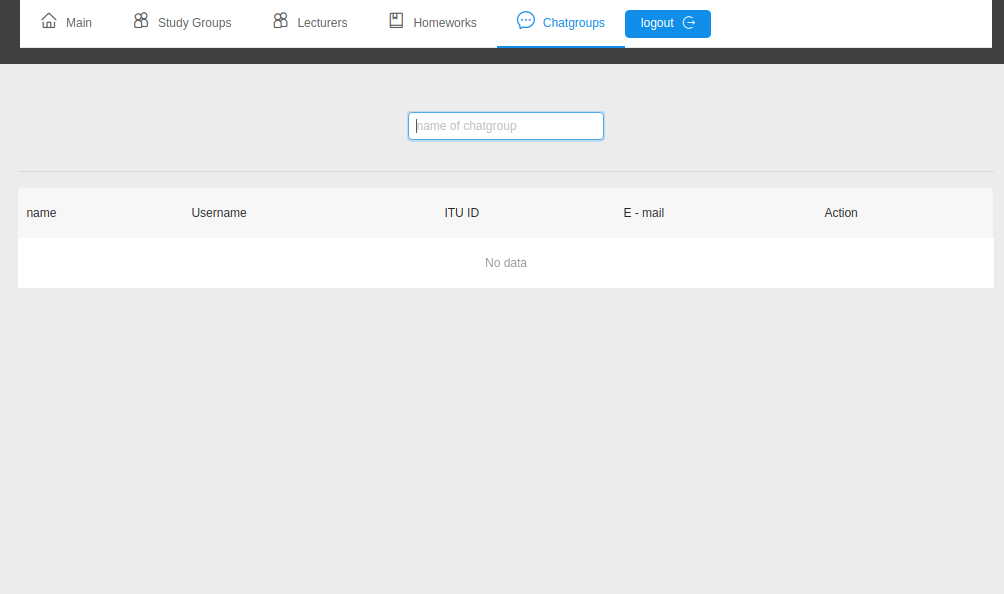 Main Study Groups Lecturers Homeworks Chatgroups logout
name of chatgroup
name Username ITU ID E - mail Action
No data